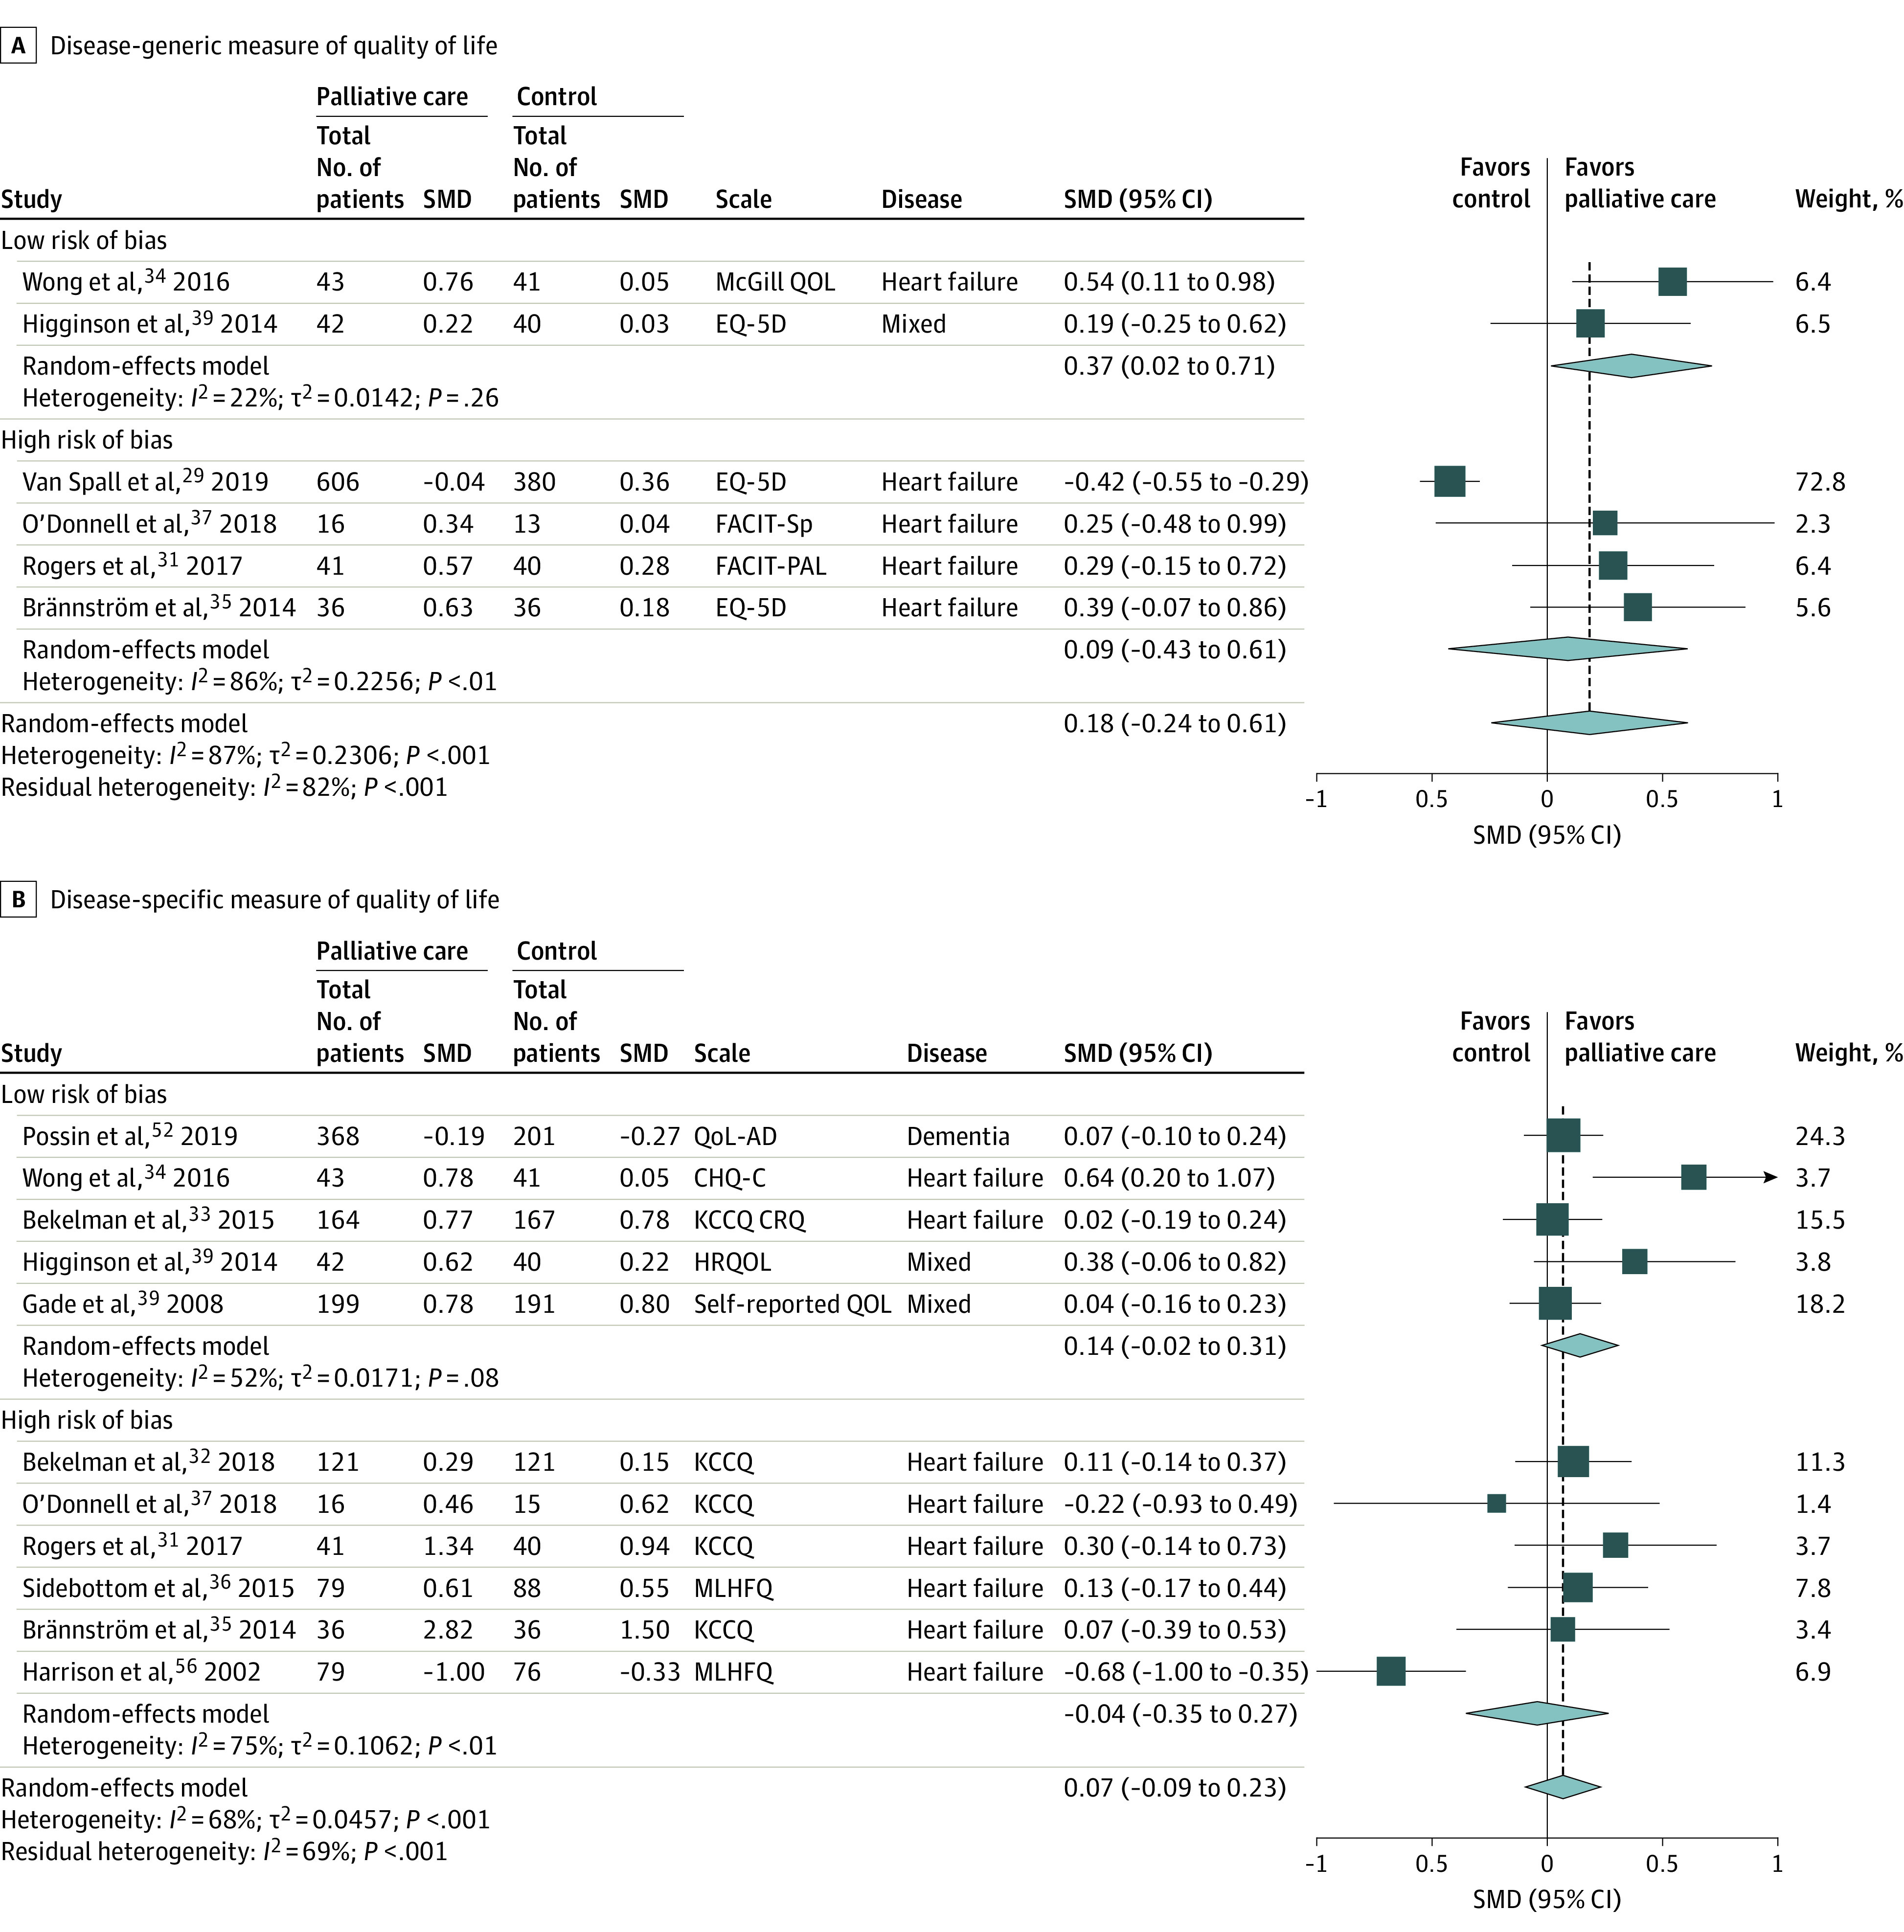 A Disease-generic measure of quality of life
Palliative care Control
Total Total
No. of No. of Favors Favors
Study patients SMD patients SMD Scale Disease SMD (95% CI) control palliative care Weight, %
Low risk of bias
Wong et al,34 2016 43 0.76 41 0.05 McGill QOL Heart failure 0.54 (0.11 to 0.98) 6.4
Higginson et al,39 2014 42 0.22 40 0.03 EQ-5D Mixed 0.19 (-0.25 to 0.62) 6.5
Random-effects model 0.37 (0.02 to 0.71)
Heterogeneity: I2 = 22%; τ2 = 0.0142; P = .26
High risk of bias
Van Spall et al,29 2019 606 -0.04 380 0.36 EQ-5D Heart failure -0.42 (-0.55 to -0.29) 72.8
O’Donnell et al,37 2018 16 0.34 13 0.04 FACIT-Sp Heart failure 0.25 (-0.48 to 0.99) 2.3
Rogers et al,31 2017 41 0.57 40 0.28 FACIT-PAL Heart failure 0.29 (-0.15 to 0.72) 6.4
Brännström et al,35 2014 36 0.63 36 0.18 EQ-5D Heart failure 0.39 (-0.07 to 0.86) 5.6
Random-effects model 0.09 (-0.43 to 0.61)
Heterogeneity: I2 = 86%; τ2 = 0.2256; P <.01
Random-effects model 0.18 (-0.24 to 0.61)
Heterogeneity: I2 = 87%; τ2 = 0.2306; P <.001
Residual heterogeneity: I2 = 82%; P <.001
-1 0.5 0 0.5 1
SMD (95% CI)
B Disease-specific measure of quality of life
Palliative care Control
Total Total
No. of No. of Favors Favors
Study patients SMD patients SMD Scale Disease SMD (95% CI) control palliative care Weight, %
Low risk of bias
Possin et al,52 2019 368 -0.19 201 -0.27 QoL-AD Dementia 0.07 (-0.10 to 0.24) 24.3
Wong et al,34 2016 43 0.78 41 0.05 CHQ-C Heart failure 0.64 (0.20 to 1.07) 3.7
Bekelman et al,33 2015 164 0.77 167 0.78 KCCQ CRQ Heart failure 0.02 (-0.19 to 0.24) 15.5
Higginson et al,39 2014 42 0.62 40 0.22 HRQOL Mixed 0.38 (-0.06 to 0.82) 3.8
Gade et al,39 2008 199 0.78 191 0.80 Self-reported QOL Mixed 0.04 (-0.16 to 0.23) 18.2
Random-effects model 0.14 (-0.02 to 0.31)
Heterogeneity: I2 = 52%; τ2 = 0.0171; P = .08
High risk of bias
Bekelman et al,32 2018 121 0.29 121 0.15 KCCQ Heart failure 0.11 (-0.14 to 0.37) 11.3
O’Donnell et al,37 2018 16 0.46 15 0.62 KCCQ Heart failure -0.22 (-0.93 to 0.49) 1.4
Rogers et al,31 2017 41 1.34 40 0.94 KCCQ Heart failure 0.30 (-0.14 to 0.73) 3.7
Sidebottom et al,36 2015 79 0.61 88 0.55 MLHFQ Heart failure 0.13 (-0.17 to 0.44) 7.8
Brännström et al,35 2014 36 2.82 36 1.50 KCCQ Heart failure 0.07 (-0.39 to 0.53) 3.4
Harrison et al,56 2002 79 -1.00 76 -0.33 MLHFQ Heart failure -0.68 (-1.00 to -0.35) 6.9
Random-effects model -0.04 (-0.35 to 0.27)
Heterogeneity: I2 = 75%; τ2 = 0.1062; P <.01
Random-effects model 0.07 (-0.09 to 0.23)
Heterogeneity: I2 = 68%; τ2 = 0.0457; P <.001
Residual heterogeneity: I2 = 69%; P <.001
-1 0.5 0 0.5 1
SMD (95% CI)